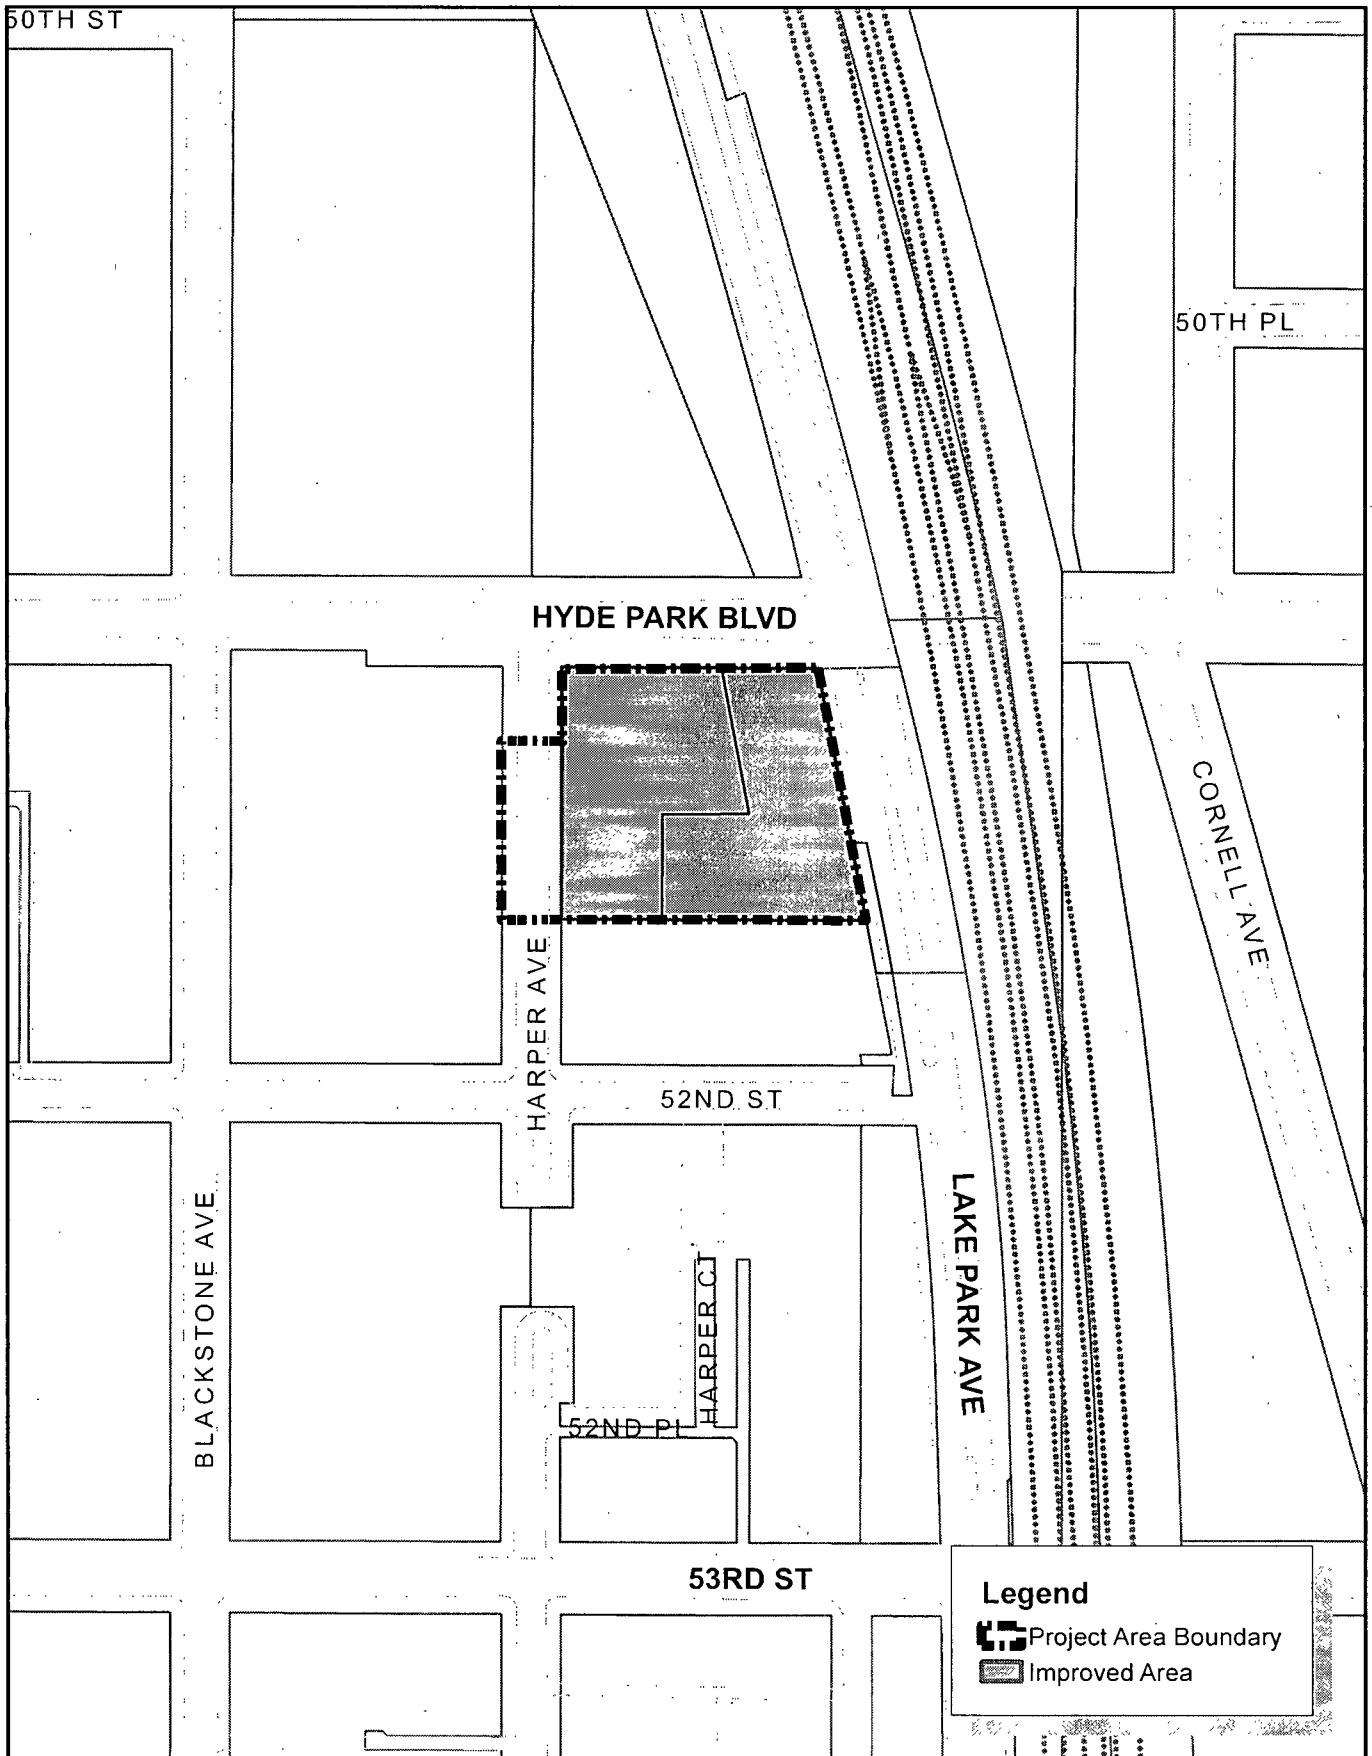 50TH ST
50TH PL
HYDE PARK BLVD
CORNELL AVE
HARPER AVE
52ND ST
LAKE PARK AVE
BLACKSTONE AVE
HARPER CT
52ND PL
53RD ST
Legend
Project Area Boundary
Improved Area